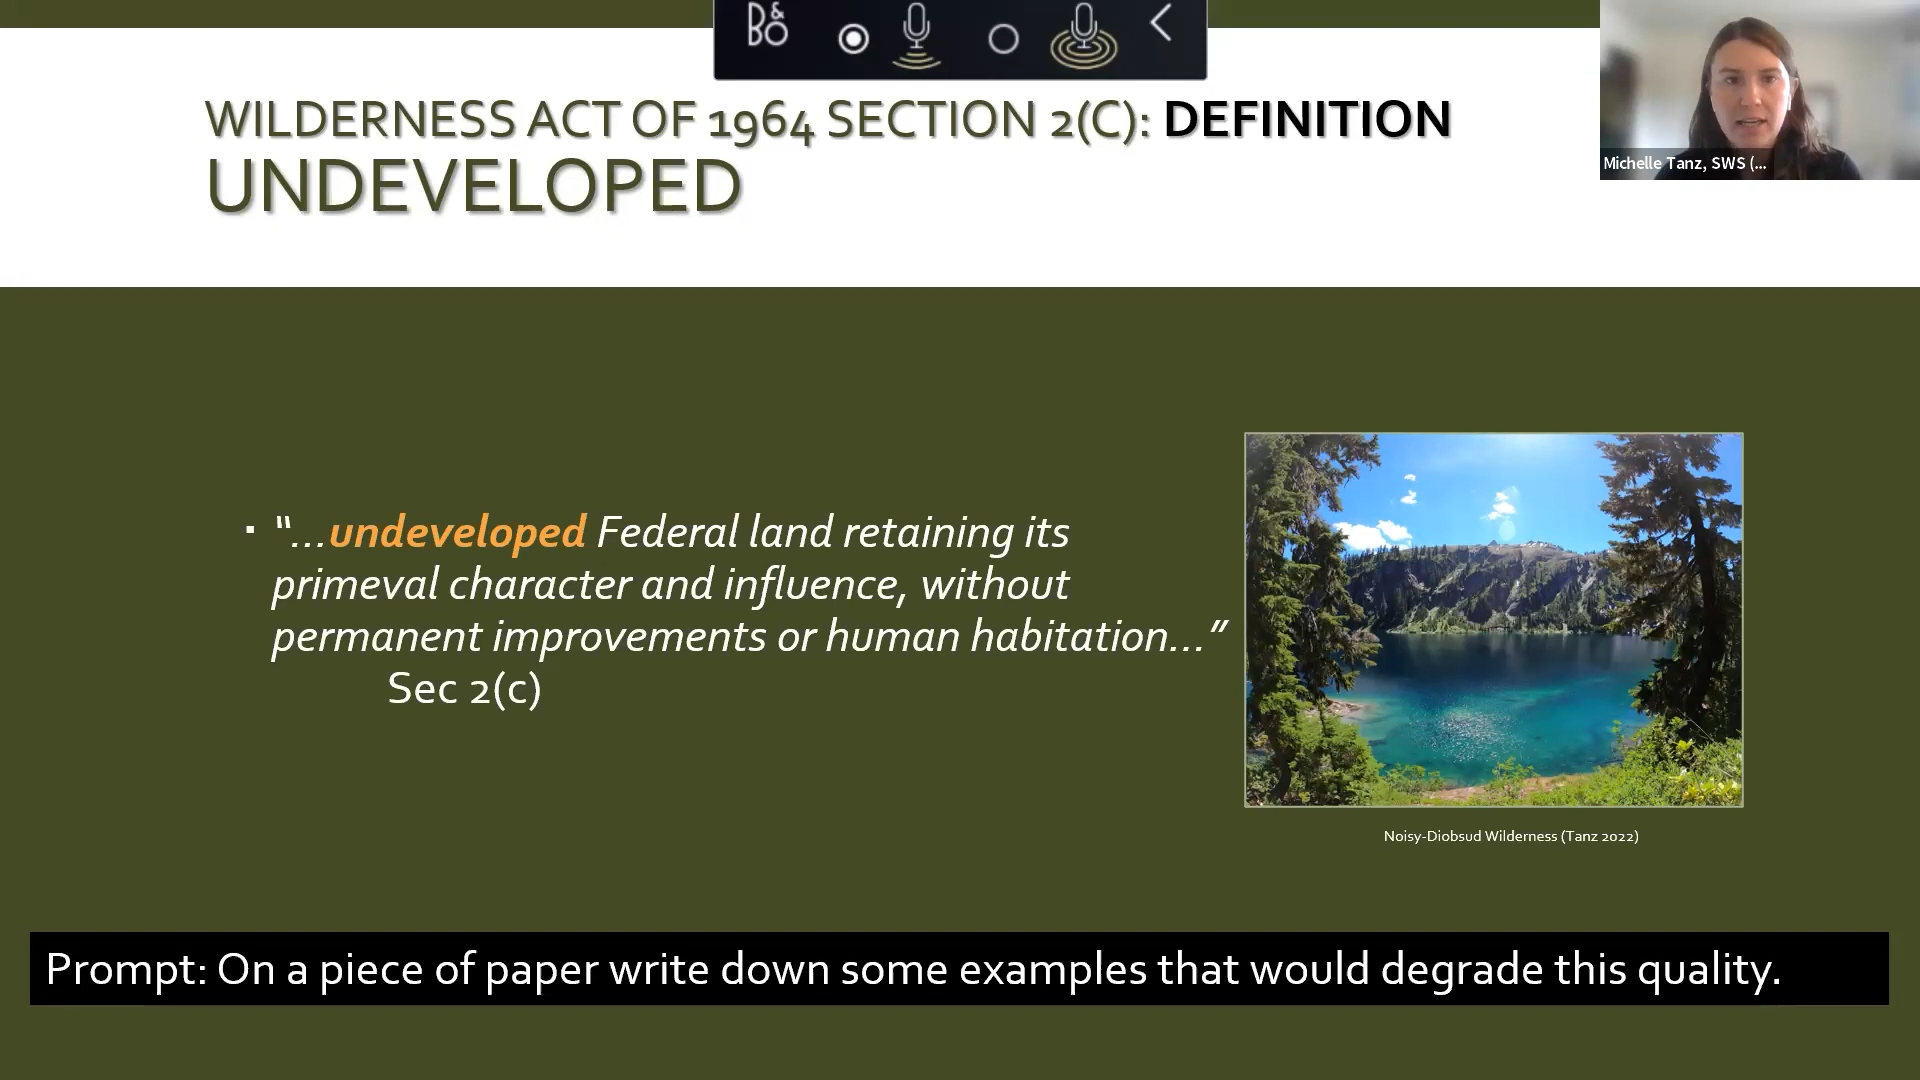 B&O
WILDERNESS ACT OF 1964 SECTION 2(C): DEFINITION
UNDEVELOPED
Michelle Tanz, SWS (...
▪ “...undeveloped Federal land retaining its
primeval character and influence, without
permanent improvements or human habitation...”
Sec 2(c)
Noisy-Diobsud Wilderness (Tanz 2022)
Prompt: On a piece of paper write down some examples that would degrade this quality.